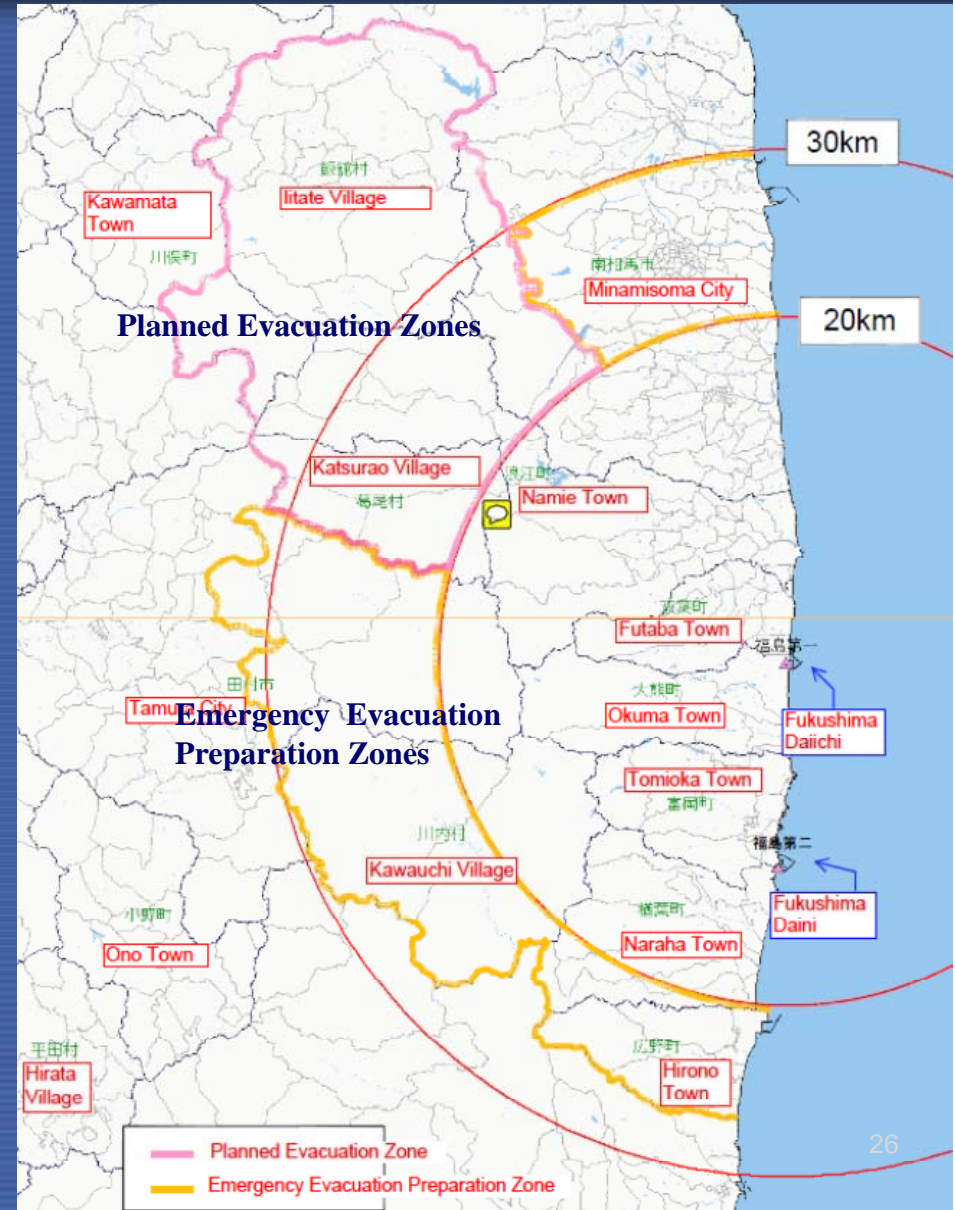 30km
飯舘村
Iitate Village
Kawamata
Town
川俣町
南相馬市
Minamisoma City
20km
Planned Evacuation Zones
Katsurao Village
葛尾村
浪江町
Namie Town
双葉町
Futaba Town
福島第一
大熊町
Okuma Town
Fukushima
Daiichi
田村市
Tamura City
Emergency Evacuation
Preparation Zones
Tomioka Town
富岡町
川内村
Kawauchi Village
福島第二
Fukushima
Daini
楢葉町
Naraha Town
小野町
Ono Town
平田村
Hirata
Village
広野町
Hirono
Town
26
Planned Evacuation Zone
Emergency Evacuation Preparation Zone